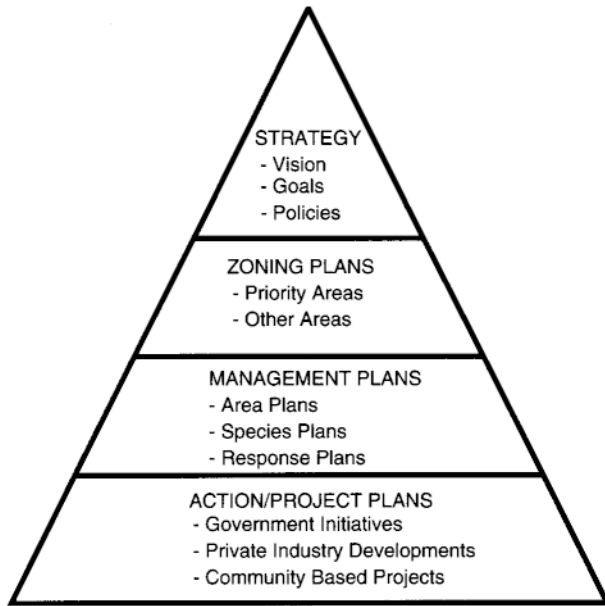 STRATEGY
- Vision
- Goals
- Policies
ZONING PLANS
- Priority Areas
- Other Areas
MANAGEMENT PLANS
- Area Plans
- Species Plans
- Response Plans
ACTION/PROJECT PLANS
- Government Initiatives
- Private Industry Developments
- Community Based Projects